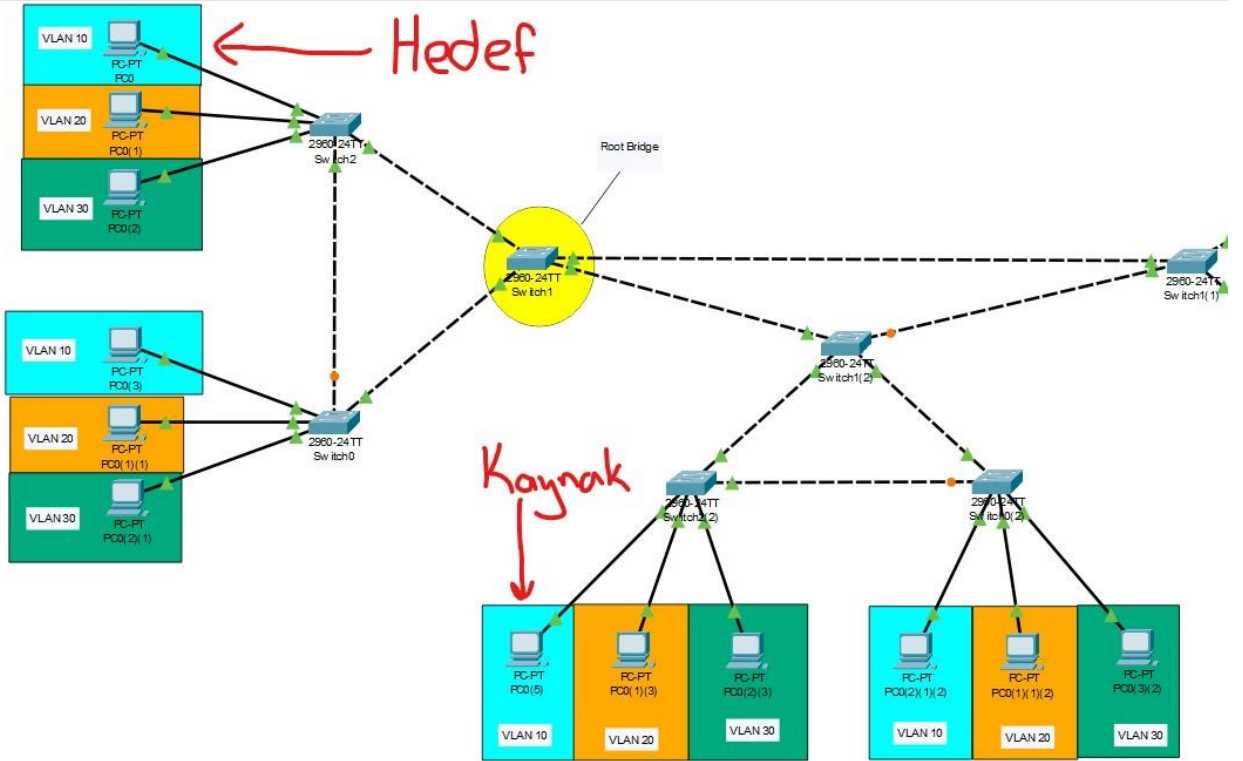 VLAN 10
PC-PT
PC0
VLAN 20
PC-PT
PC0(1)
VLAN 30
PC-PT
PC0(2)
Hedef
2960-24TT
Switch2
Root Bridge
2960-24TT
Switch1
2960-24TT
Switch1(1)
VLAN 10
PC-PT
PC0(3)
VLAN 20
PC-PT
PC0(1)(1)
VLAN 30
PC-PT
PC0(2)(1)
2960-24TT
Switch0
2960-24TT
Switch1(2)
Kaynak
2960-24TT
Switch2(2)
2960-24TT
Switch0(2)
PC-PT
PC0(5)
VLAN 10
PC-PT
PC0(1)(3)
VLAN 20
PC-PT
PC0(2)(3)
VLAN 30
PC-PT
PC0(2)(1)(2)
VLAN 10
PC-PT
PC0(1)(1)(2)
VLAN 20
PC-PT
PC0(3)(2)
VLAN 30